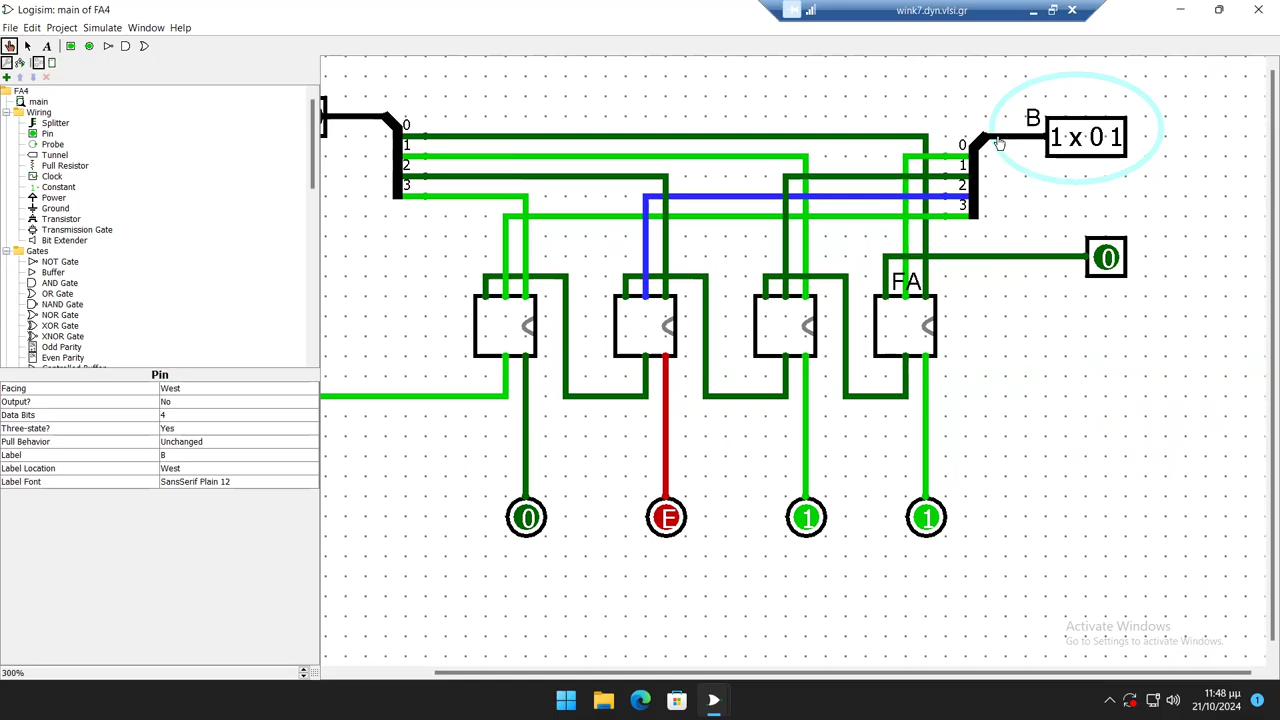 Logisim: main of FA4
wink7.dyn.vlsi.gr
File Edit Project Simulate Window Help
FA4
main
Wiring
Splitter
Pin
Probe
Tunnel
Pull Resistor
Clock
Constant
Power
Ground
Transistor
Transmission Gate
Bit Extender
Gates
NOT Gate
Buffer
AND Gate
OR Gate
NAND Gate
NOR Gate
XOR Gate
XNOR Gate
Odd Parity
Even Parity
Pin
Facing West
Output? No
Data Bits 4
Three-state? Yes
Pull Behavior Unchanged
Label B
Label Location West
Label Font SansSerif Plain 12
300%
0
1
2
3
0
1
2
3
B
1 x 0 1
0
FA
0
E
1
1
Activate Windows
Go to Settings to activate Windows.
11:48 μμ
21/10/2024
1